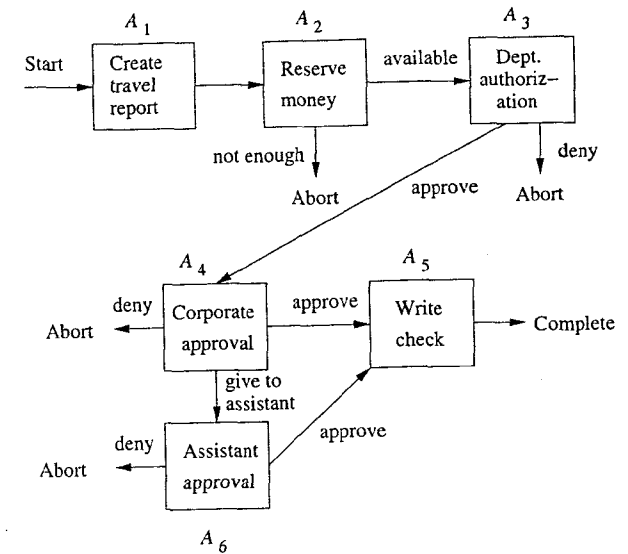 A1
A2
A3
Start
Create
travel
report
Reserve
money
available
Dept.
authoriz–
ation
not enough
Abort
approve
deny
Abort
A4
A5
Abort
deny
Corporate
approval
approve
Write
check
Complete
give to
assistant
Abort
deny
Assistant
approval
approve
A6